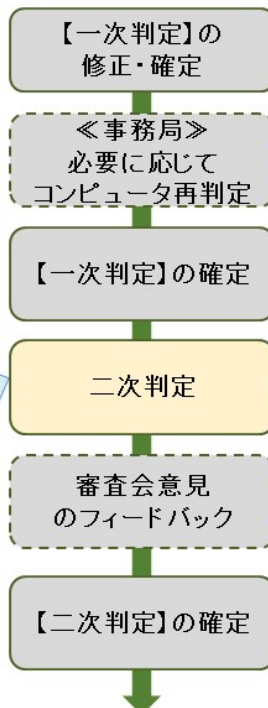 【一次判定】の
修正・確定
≪事務局≫
必要に応じて
コンピュータ再判定
【一次判定】の確定
二次判定
審査会意見
のフィードバック
【二次判定】の確定